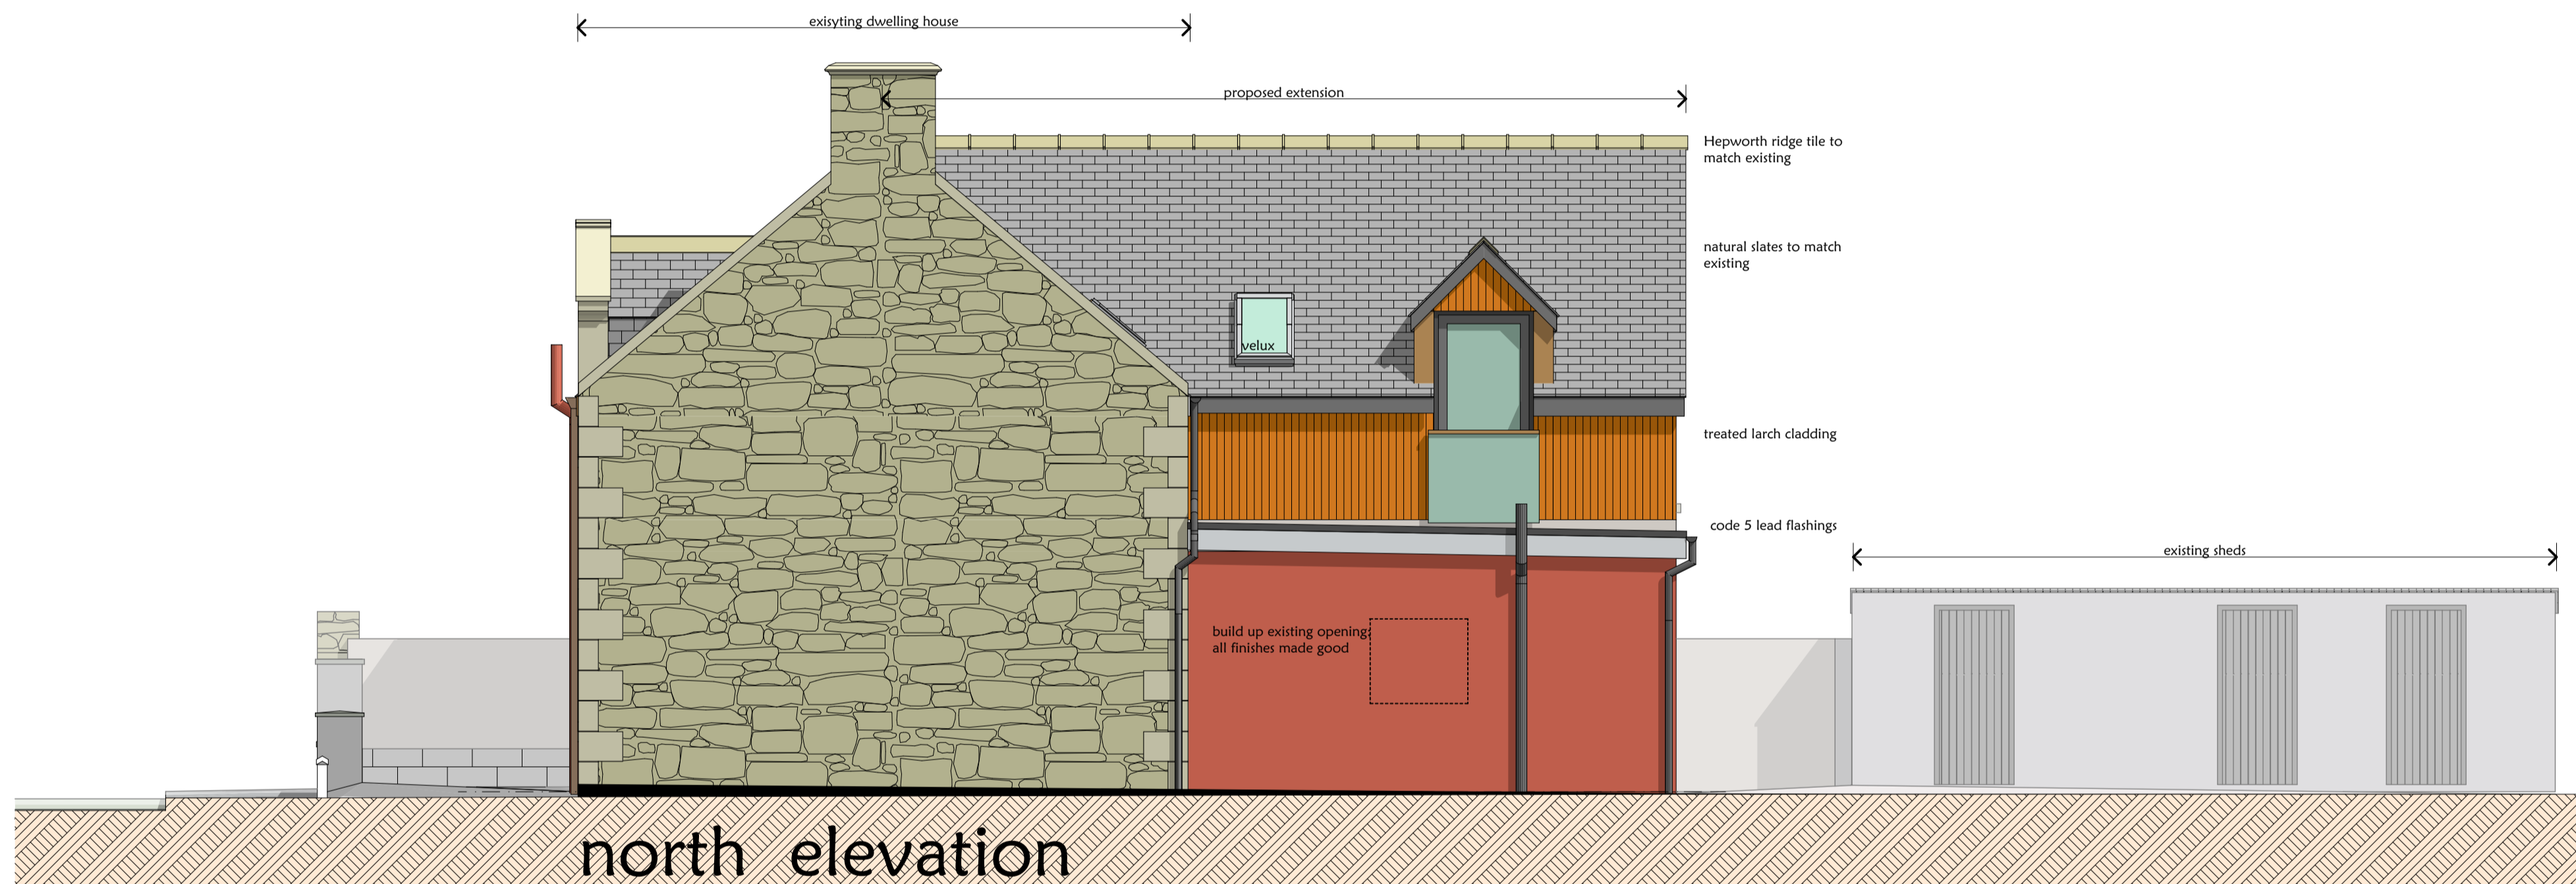 exisyting dwelling house
proposed extension
Hepworth ridge tile to
match existing
natural slates to match
existing
velux
treated larch cladding
code 5 lead flashings
existing sheds
build up existing opening;
all finishes made good
north elevation